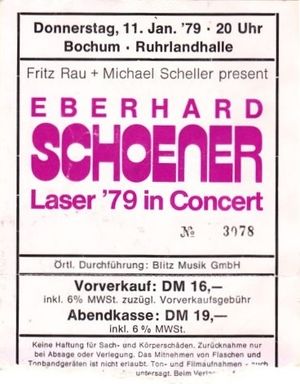 Donnerstag, 11. Jan. '79 · 20 Uhr
Bochum · Ruhrlandhalle
Fritz Rau + Michael Scheller present
EBERHARD
SCHOENER
Laser '79 in Concert
№ 3078
Örtl. Durchführung: Blitz Musik GmbH
Vorverkauf: DM 16,—
inkl. 6% MWSt. zuzügl. Vorverkaufsgebühr
Abendkasse: DM 19,—
inkl. 6 % MWSt.
Keine Haftung für Sach- und Körperschäden. Zurücknahme nur
bei Absage oder Verlegung. Das Mitnehmen von Flaschen und
Tonbandgeräten ist nicht erlaubt. Ton- und Filmaufnahmen - auch
untersagt. Beim